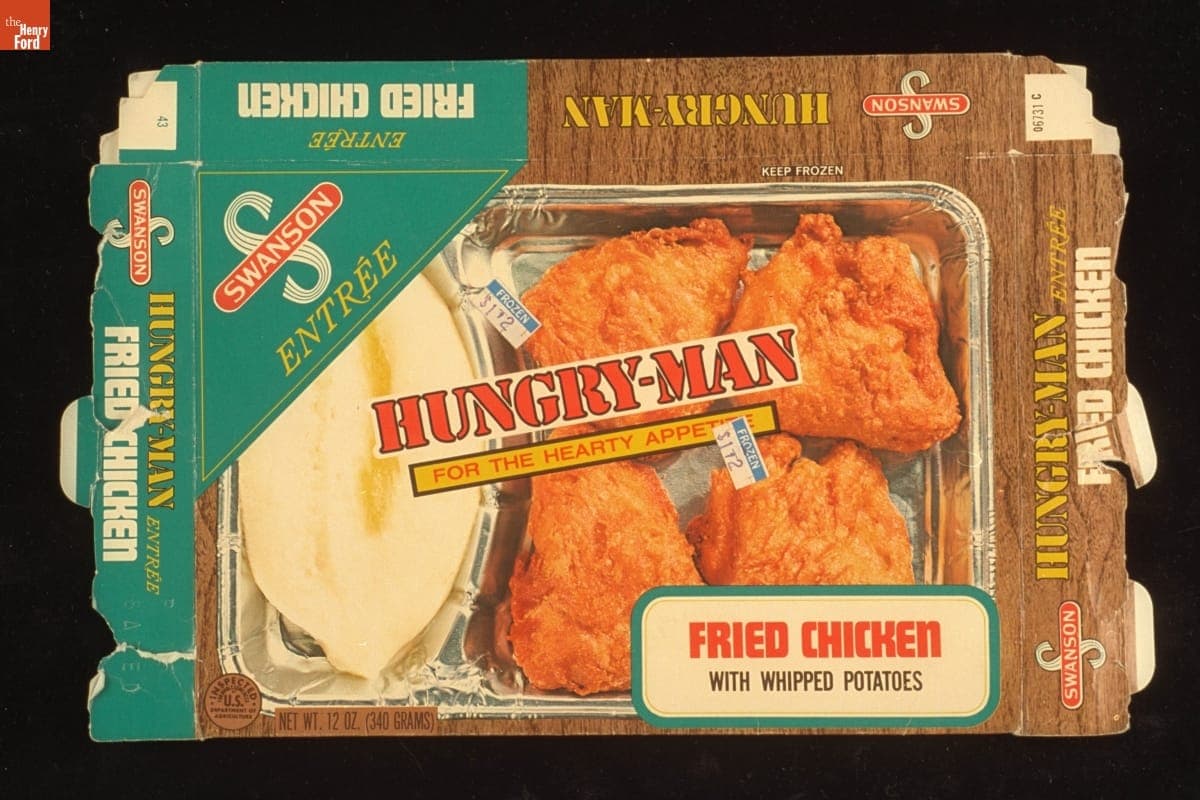 the
Henry
Ford
FRIED CHICKEN
ENTRÉE
HUNGRY-MAN
SWANSON
43
06731 C
KEEP FROZEN
SWANSON
ENTRÉE
SWANSON
HUNGRY-MAN ENTRÉE
FRIED CHICKEN
FROZEN
$1.12
HUNGRY-MAN
FOR THE HEARTY APPETITE
FROZEN
$1.12
FRIED CHICKEN
WITH WHIPPED POTATOES
INSPECTED
U.S.
DEPARTMENT OF
AGRICULTURE
NET WT. 12 OZ. (340 GRAMS)
HUNGRY-MAN ENTRÉE
FRIED CHICKEN
SWANSON